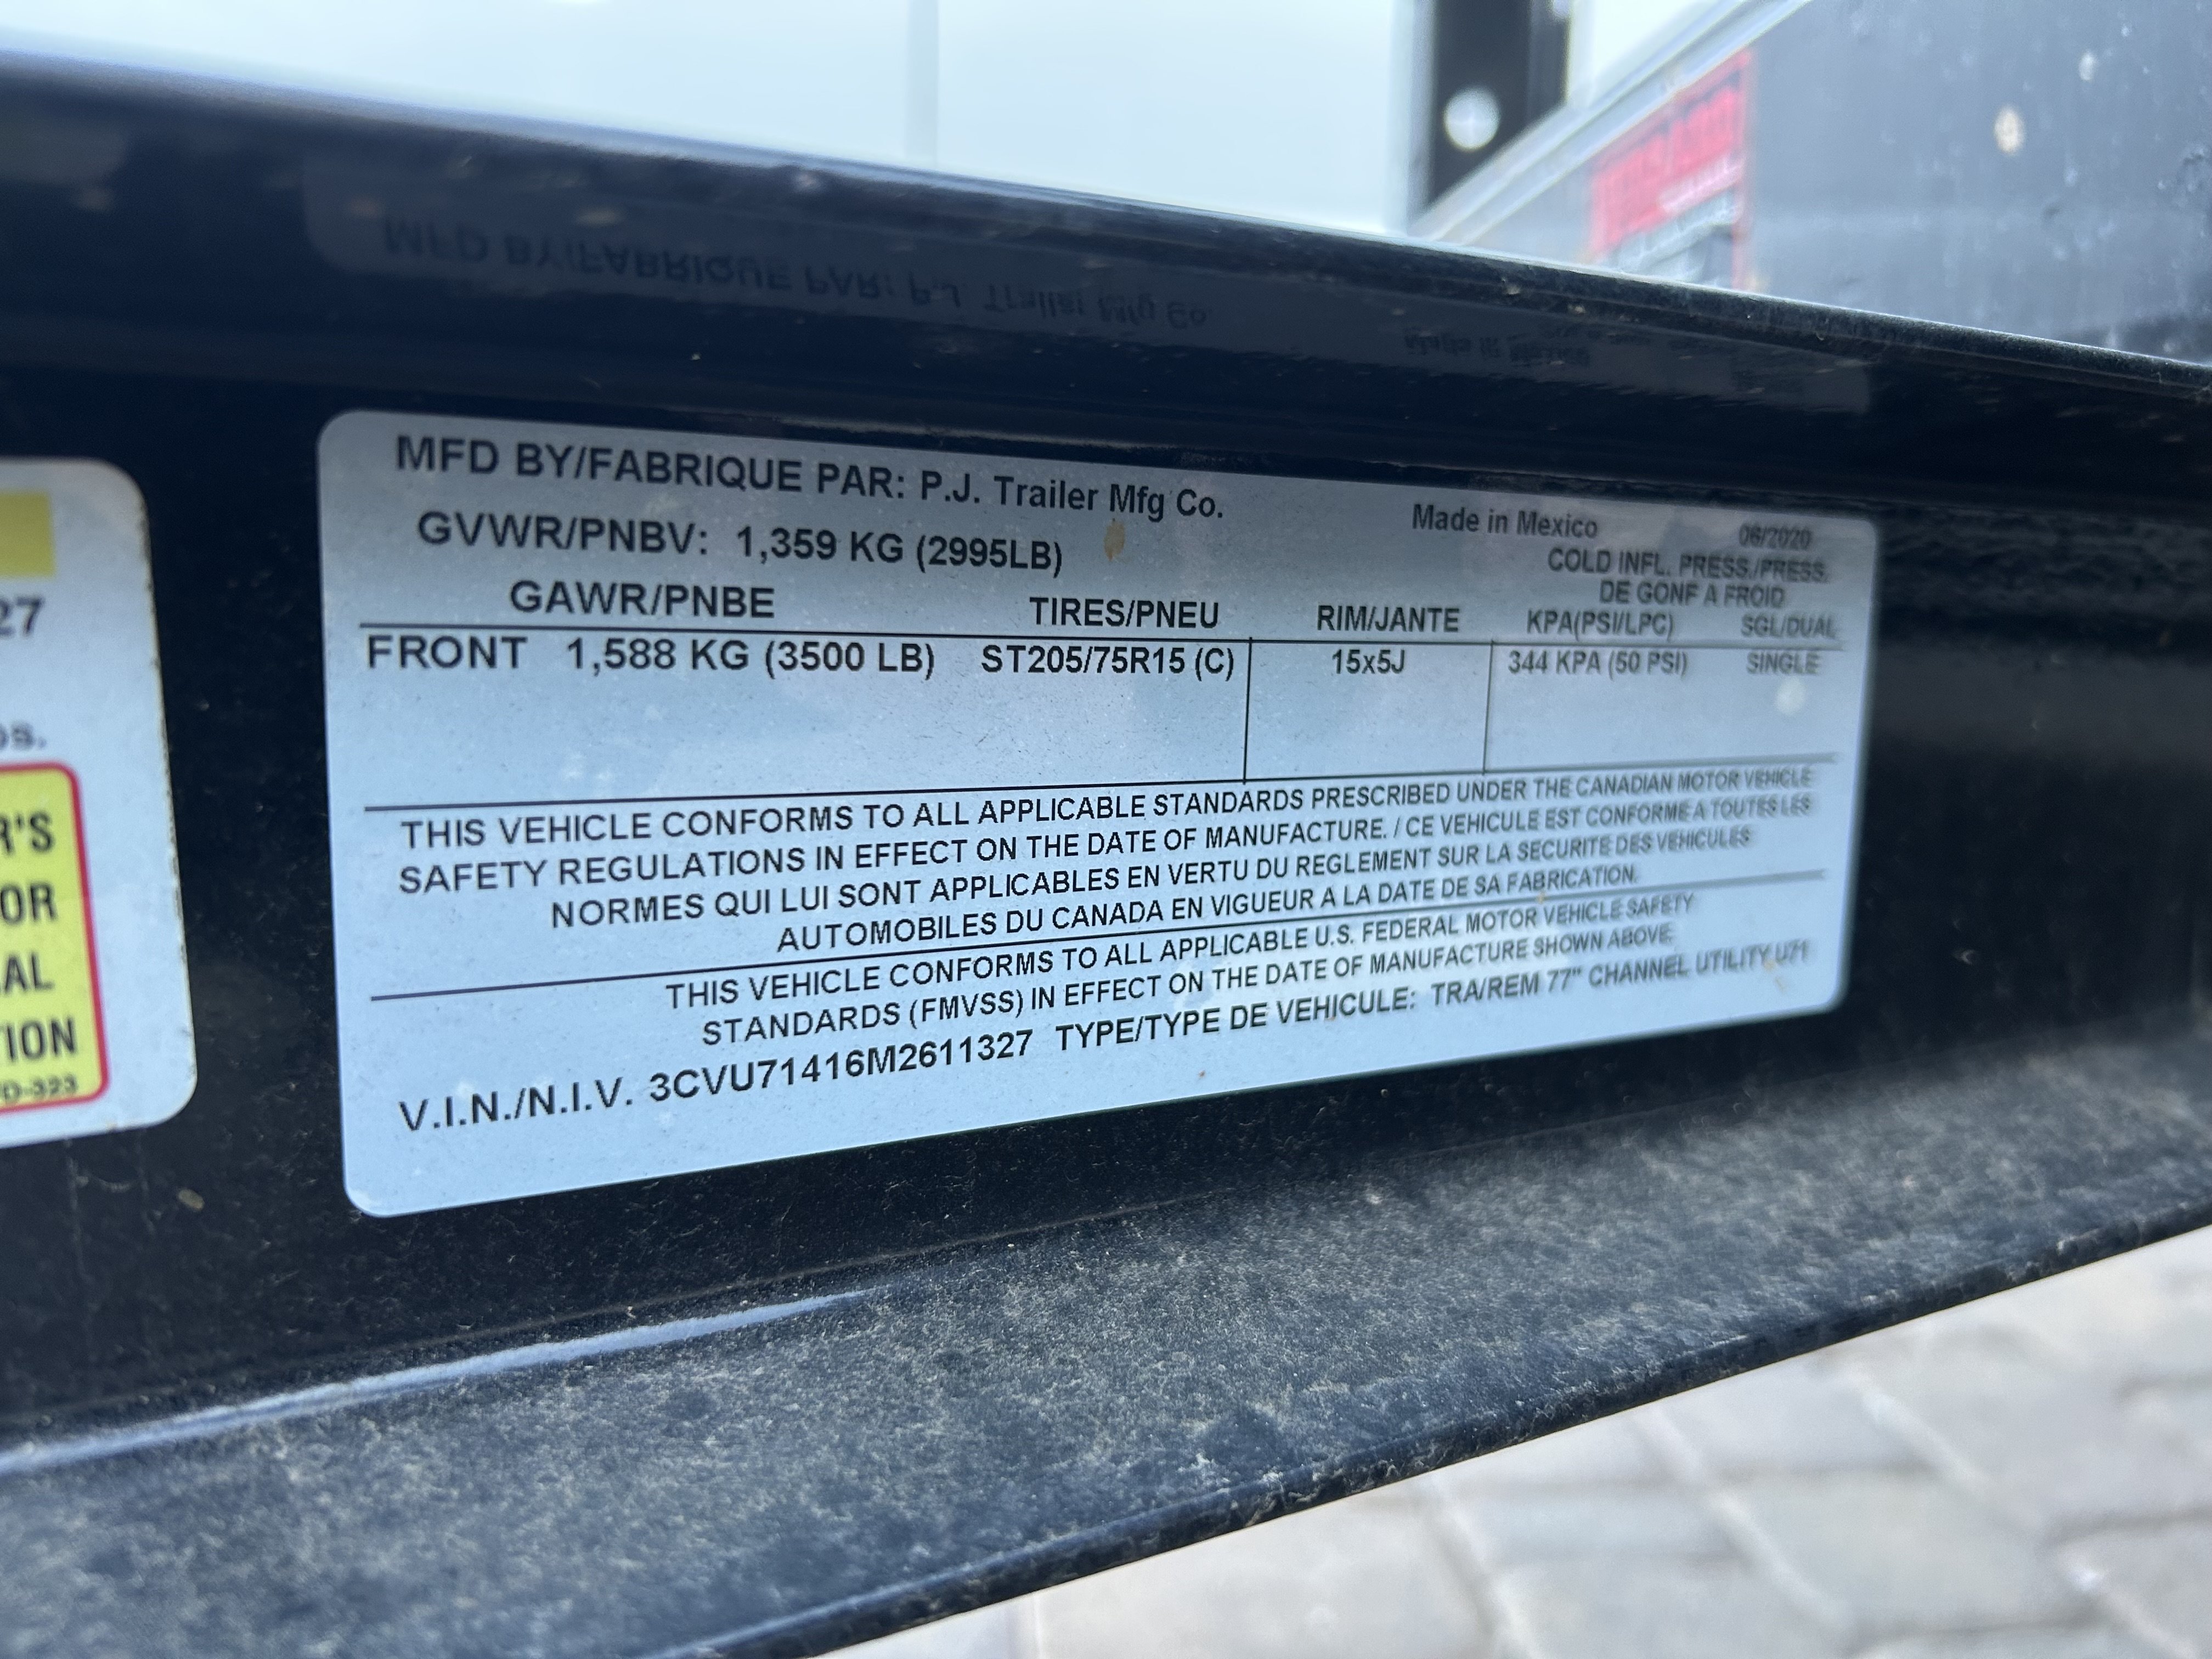 MFD BY/FABRIQUE PAR: P.J. Trailer Mfg Co.
Made in Mexico 06/2020
GVWR/PNBV: 1,359 KG (2995LB)
COLD INFL. PRESS./PRESS.
DE GONF A FROID
GAWR/PNBE TIRES/PNEU RIM/JANTE KPA(PSI/LPC) SGL/DUAL
FRONT 1,588 KG (3500 LB) ST205/75R15 (C) 15x5J 344 KPA (50 PSI) SINGLE
THIS VEHICLE CONFORMS TO ALL APPLICABLE STANDARDS PRESCRIBED UNDER THE CANADIAN MOTOR VEHICLE
SAFETY REGULATIONS IN EFFECT ON THE DATE OF MANUFACTURE. / CE VEHICULE EST CONFORME A TOUTES LES
NORMES QUI LUI SONT APPLICABLES EN VERTU DU REGLEMENT SUR LA SECURITE DES VEHICULES
AUTOMOBILES DU CANADA EN VIGUEUR A LA DATE DE SA FABRICATION.
THIS VEHICLE CONFORMS TO ALL APPLICABLE U.S. FEDERAL MOTOR VEHICLE SAFETY
STANDARDS (FMVSS) IN EFFECT ON THE DATE OF MANUFACTURE SHOWN ABOVE.
V.I.N./N.I.V. 3CVU71416M2611327 TYPE/TYPE DE VEHICULE: TRA/REM 77" CHANNEL UTILITY U71
27
os.
R'S
OR
AL
TION
D-323